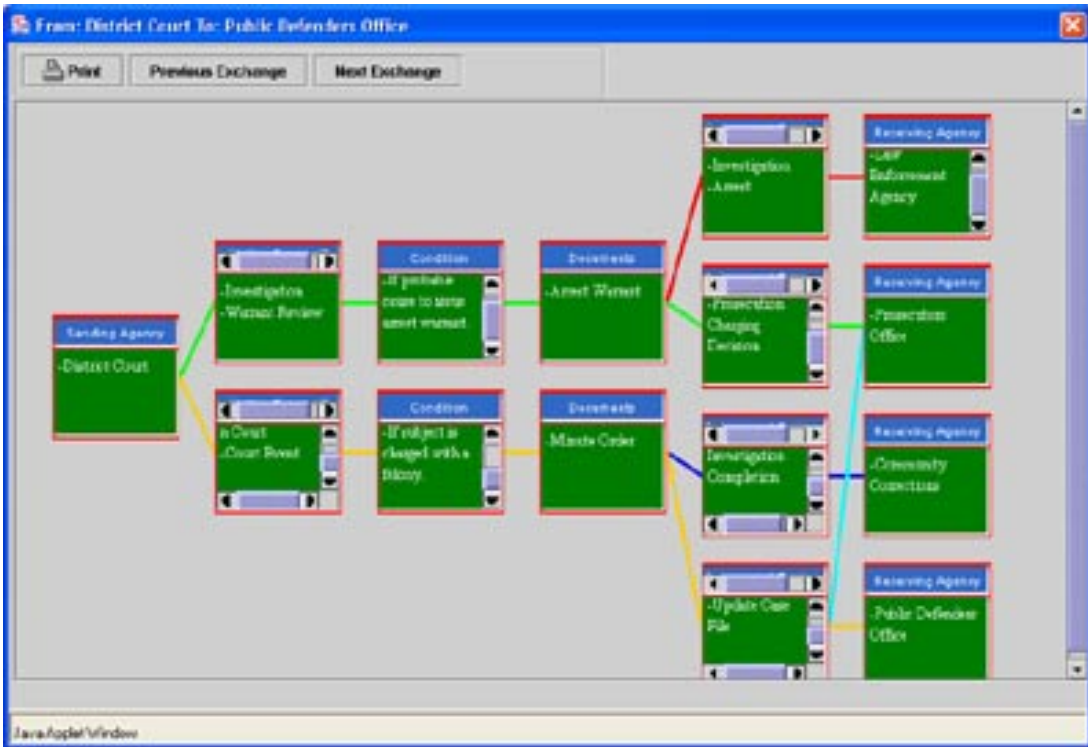 From: District Court To: Public Defenders Office
Print
Previous Exchange
Next Exchange
Sending Agency
-District Court
-Investigation
-Warrant Review
Condition
-If probable
cause to issue
arrest warrant.
Documents
-Arrest Warrant
-Investigation
-Arrest
Receiving Agency
-Law
Enforcement
Agency
-Prosecution
Charging
Decision
Receiving Agency
-Prosecutors
Office
n Court
-Court Event
Condition
-If subject is
charged with a
felony.
Documents
-Minute Order
Investigation
Completion
Receiving Agency
-Community
Corrections
-Update Case
File
Receiving Agency
-Public Defenders
Office
Java Applet Window